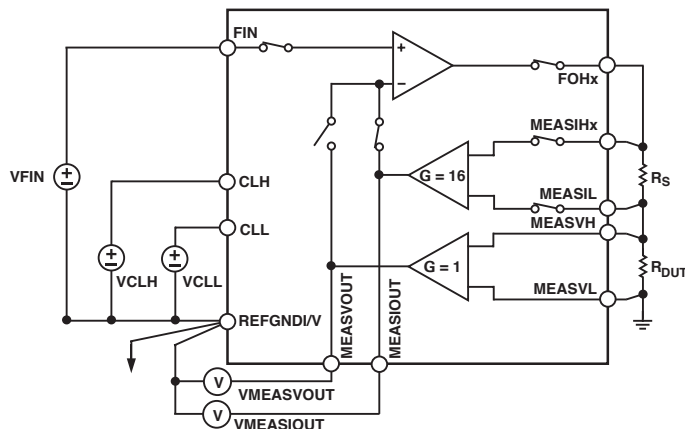 FIN
+
−
FOHx
MEASIHx
VFIN
±
G = 16
RS
CLH
MEASIL
MEASVH
CLL
±
VCLH
±
VCLL
G = 1
RDUT
MEASVL
REFGNDI/V
MEASVOUT
MEASIOUT
V
VMEASVOUT
V
VMEASIOUT